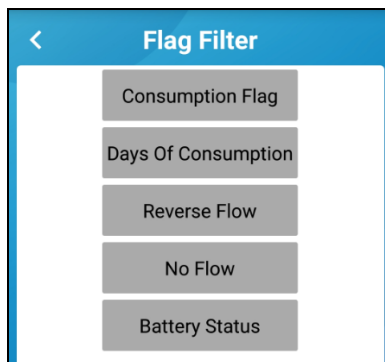 Flag Filter
Consumption Flag
Days Of Consumption
Reverse Flow
No Flow
Battery Status